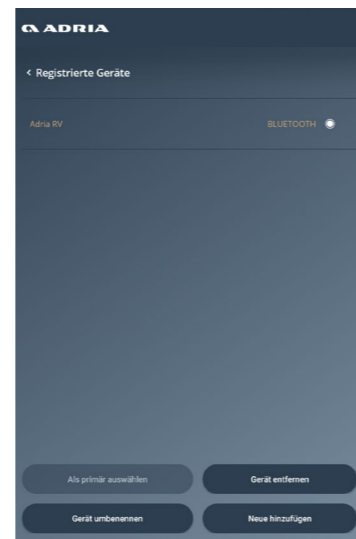 ADRIA
< Registrierte Geräte
Adria RV BLUETOOTH
Als primär auswählen Gerät entfernen
Gerät umbenennen Neue hinzufügen